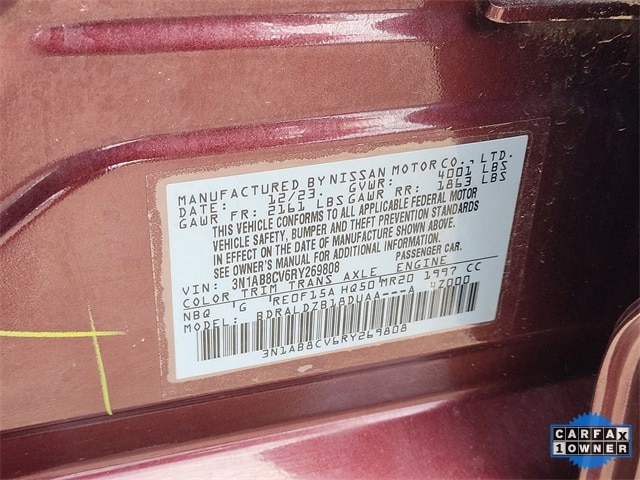 MANUFACTURED BY NISSAN MOTOR CO., LTD.
DATE: 12/23. GVWR: 4001 LBS
GAWR FR: 2161 LBS GAWR RR: 1863 LBS
THIS VEHICLE CONFORMS TO ALL APPLICABLE FEDERAL MOTOR
VEHICLE SAFETY, BUMPER AND THEFT PREVENTION STANDARDS
IN EFFECT ON THE DATE OF MANUFACTURE SHOWN ABOVE.
SEE OWNER'S MANUAL FOR ADDITIONAL INFORMATION.
VIN: 3N1AB8CV6RY269808 PASSENGER CAR.
COLOR TRIM TRANS AXLE ENGINE
NBQ G RE0F15A HQ50 MR20 1997 CC
MODEL: BDRALDZB18DUAA---A 4Z000
3N1AB8CV6RY269808
CARFAX
1 OWNER